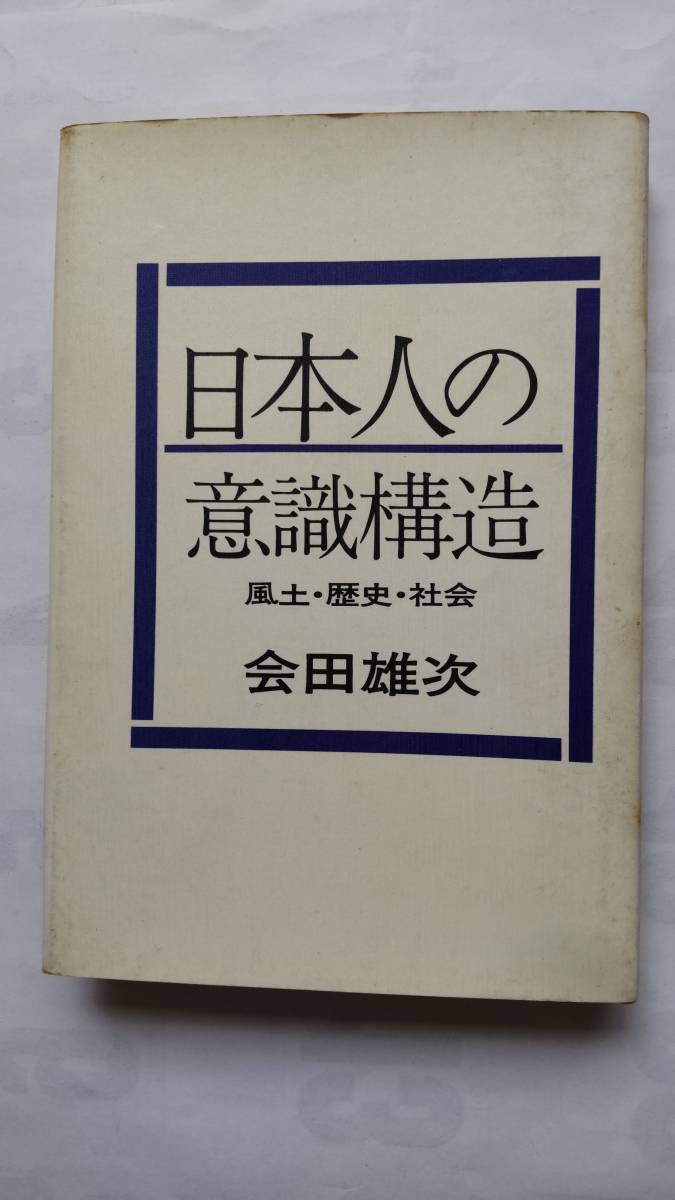 日本人の
意識構造
風土・歴史・社会
会田雄次